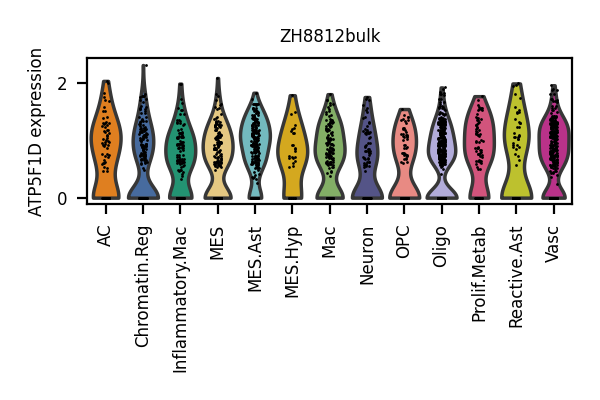 ZH8812bulk
ATP5F1D expression
2
0
AC
Chromatin.Reg
Inflammatory.Mac
MES
MES.Ast
MES.Hyp
Mac
Neuron
OPC
Oligo
Prolif.Metab
Reactive.Ast
Vasc